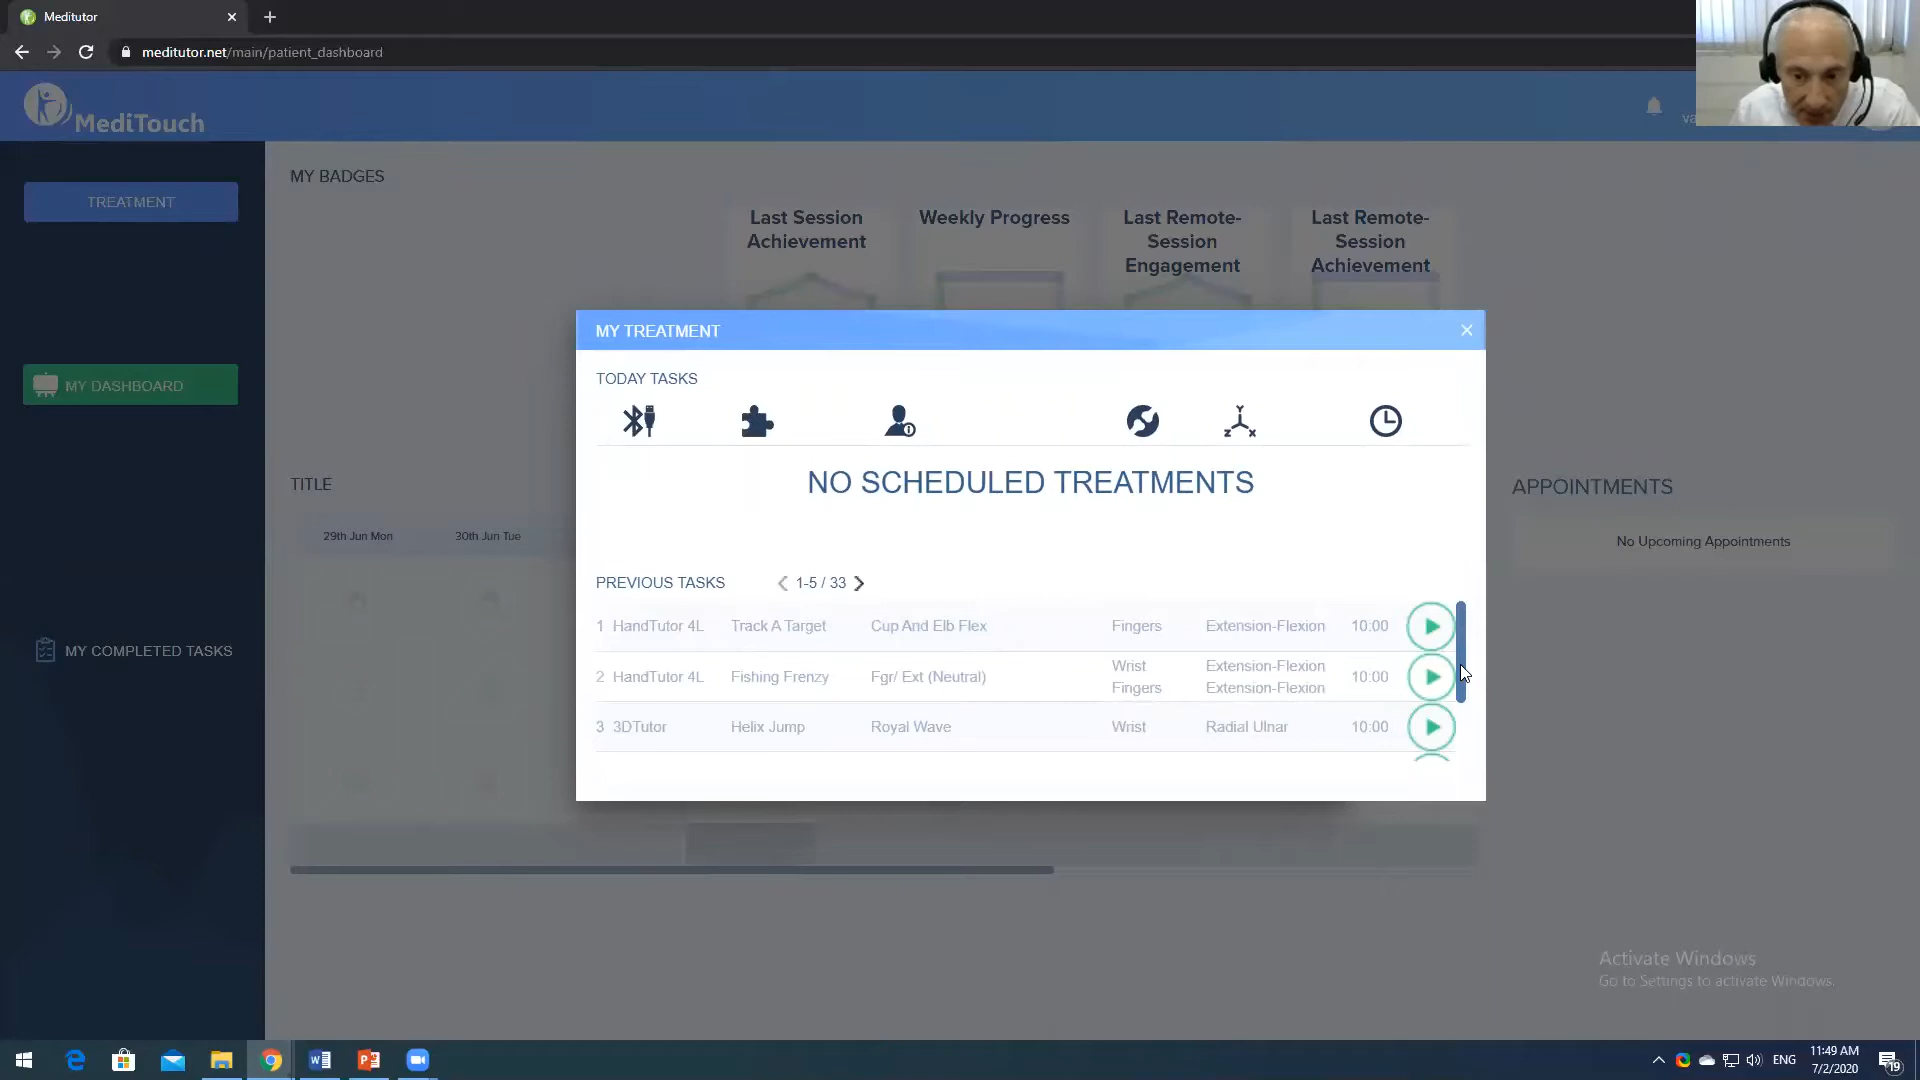 Meditutor
meditutor.net/main/patient_dashboard
MediTouch
TREATMENT
MY DASHBOARD
MY COMPLETED TASKS
MY BADGES
Last Session Achievement
Weekly Progress
Last Remote-Session Engagement
Last Remote-Session Achievement
TITLE
29th Jun Mon
30th Jun Tue
APPOINTMENTS
No Upcoming Appointments
MY TREATMENT
TODAY TASKS
NO SCHEDULED TREATMENTS
PREVIOUS TASKS 1-5 / 33
1 HandTutor 4L Track A Target Cup And Elb Flex Fingers Extension-Flexion 10:00
2 HandTutor 4L Fishing Frenzy Fgr/ Ext (Neutral) Wrist Extension-Flexion 10:00
Fingers Extension-Flexion
3 3DTutor Helix Jump Royal Wave Wrist Radial Ulnar 10:00
Activate Windows
Go to Settings to activate Windows.
ENG
11:49 AM
7/2/2020
19